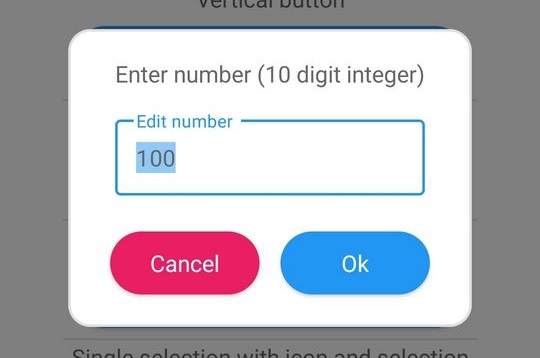 Vertical button
Enter number (10 digit integer)
Edit number
100
Cancel Ok
Single selection with icon and selection